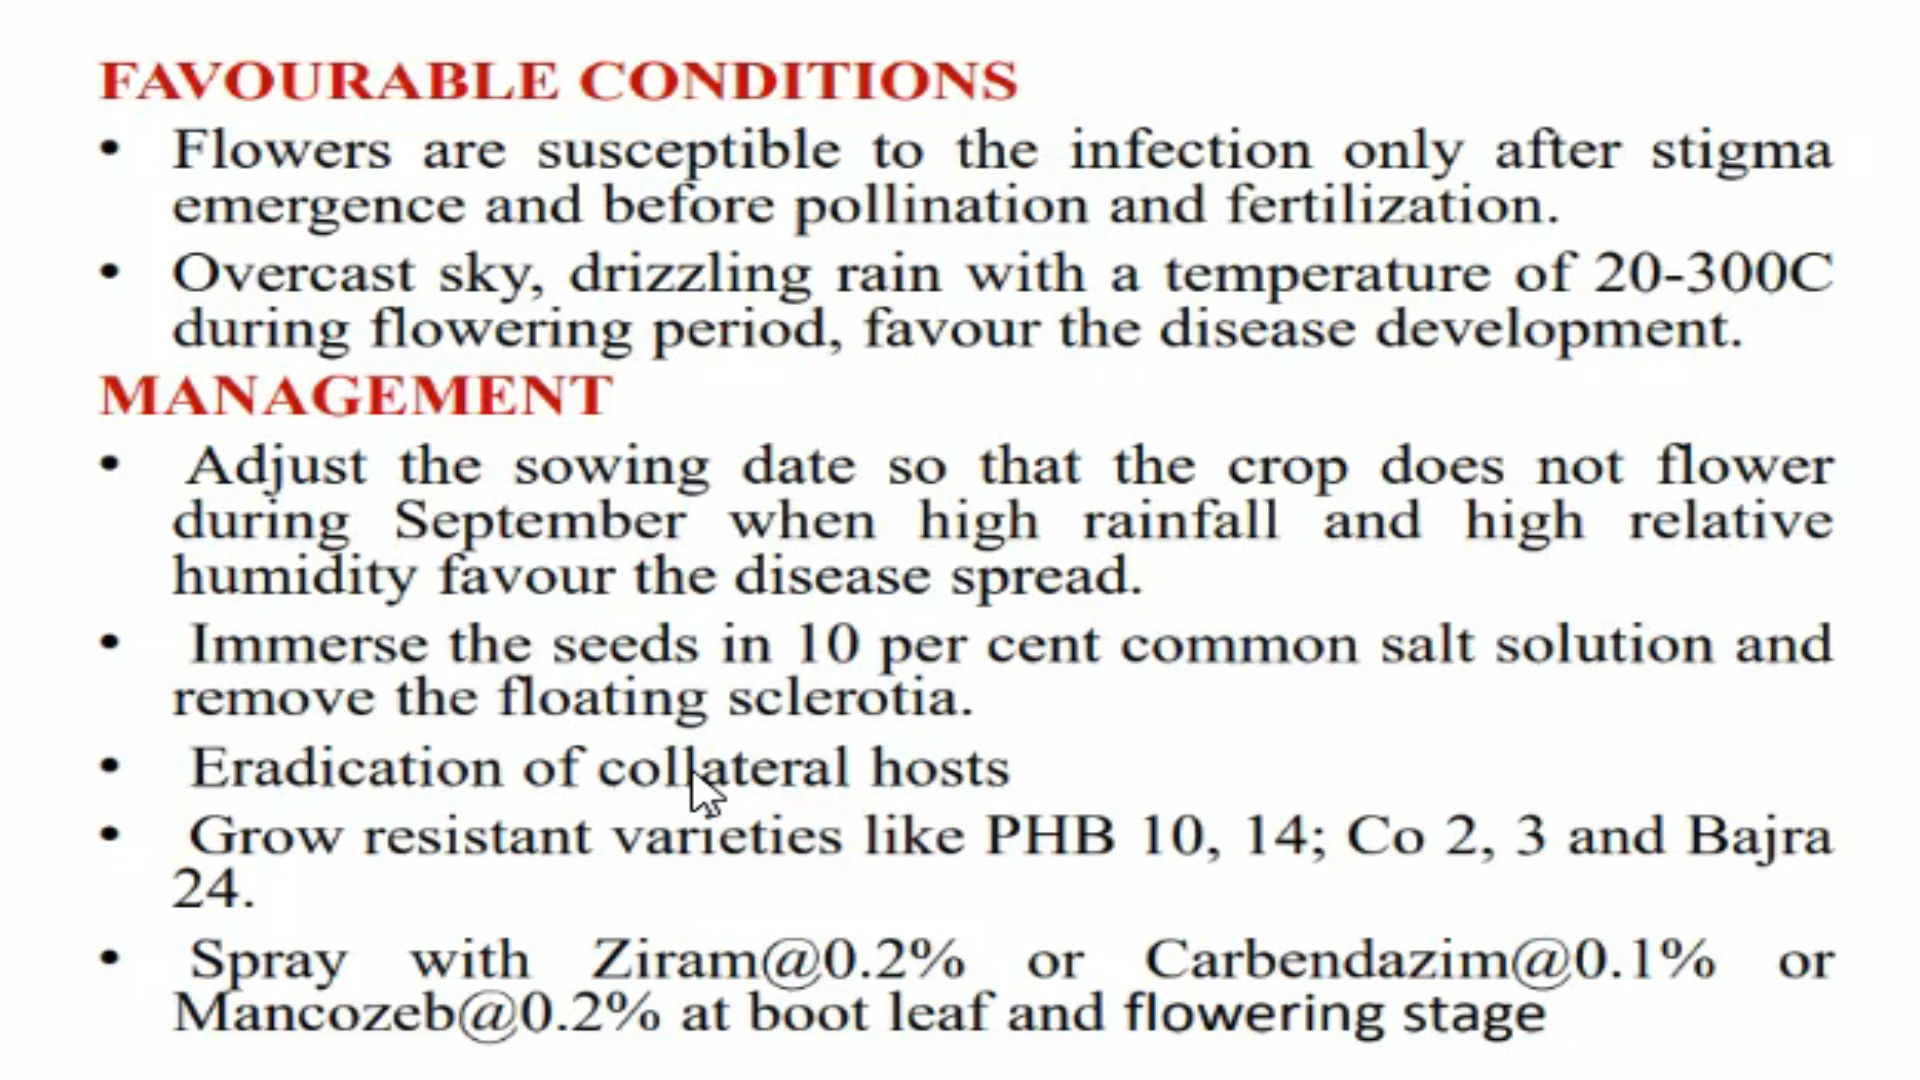 FAVOURABLE CONDITIONS
• Flowers are susceptible to the infection only after stigma
emergence and before pollination and fertilization.
• Overcast sky, drizzling rain with a temperature of 20-300C
during flowering period, favour the disease development.
MANAGEMENT
• Adjust the sowing date so that the crop does not flower
during September when high rainfall and high relative
humidity favour the disease spread.
• Immerse the seeds in 10 per cent common salt solution and
remove the floating sclerotia.
• Eradication of collateral hosts
• Grow resistant varieties like PHB 10, 14; Co 2, 3 and Bajra
24.
• Spray with Ziram@0.2% or Carbendazim@0.1% or
Mancozeb@0.2% at boot leaf and flowering stage